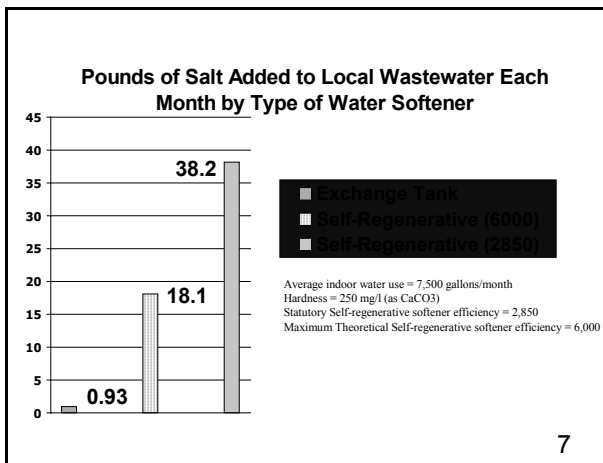 Pounds of Salt Added to Local Wastewater Each
Month by Type of Water Softener
45
40
35
30
25
20
15
10
5
0
0.93
18.1
38.2
Exchange Tank
Self-Regenerative (6000)
Self-Regenerative (2850)
Average indoor water use = 7,500 gallons/month
Hardness = 250 mg/l (as CaCO3)
Statutory Self-regenerative softener efficiency = 2,850
Maximum Theoretical Self-regenerative softener efficiency = 6,000
7